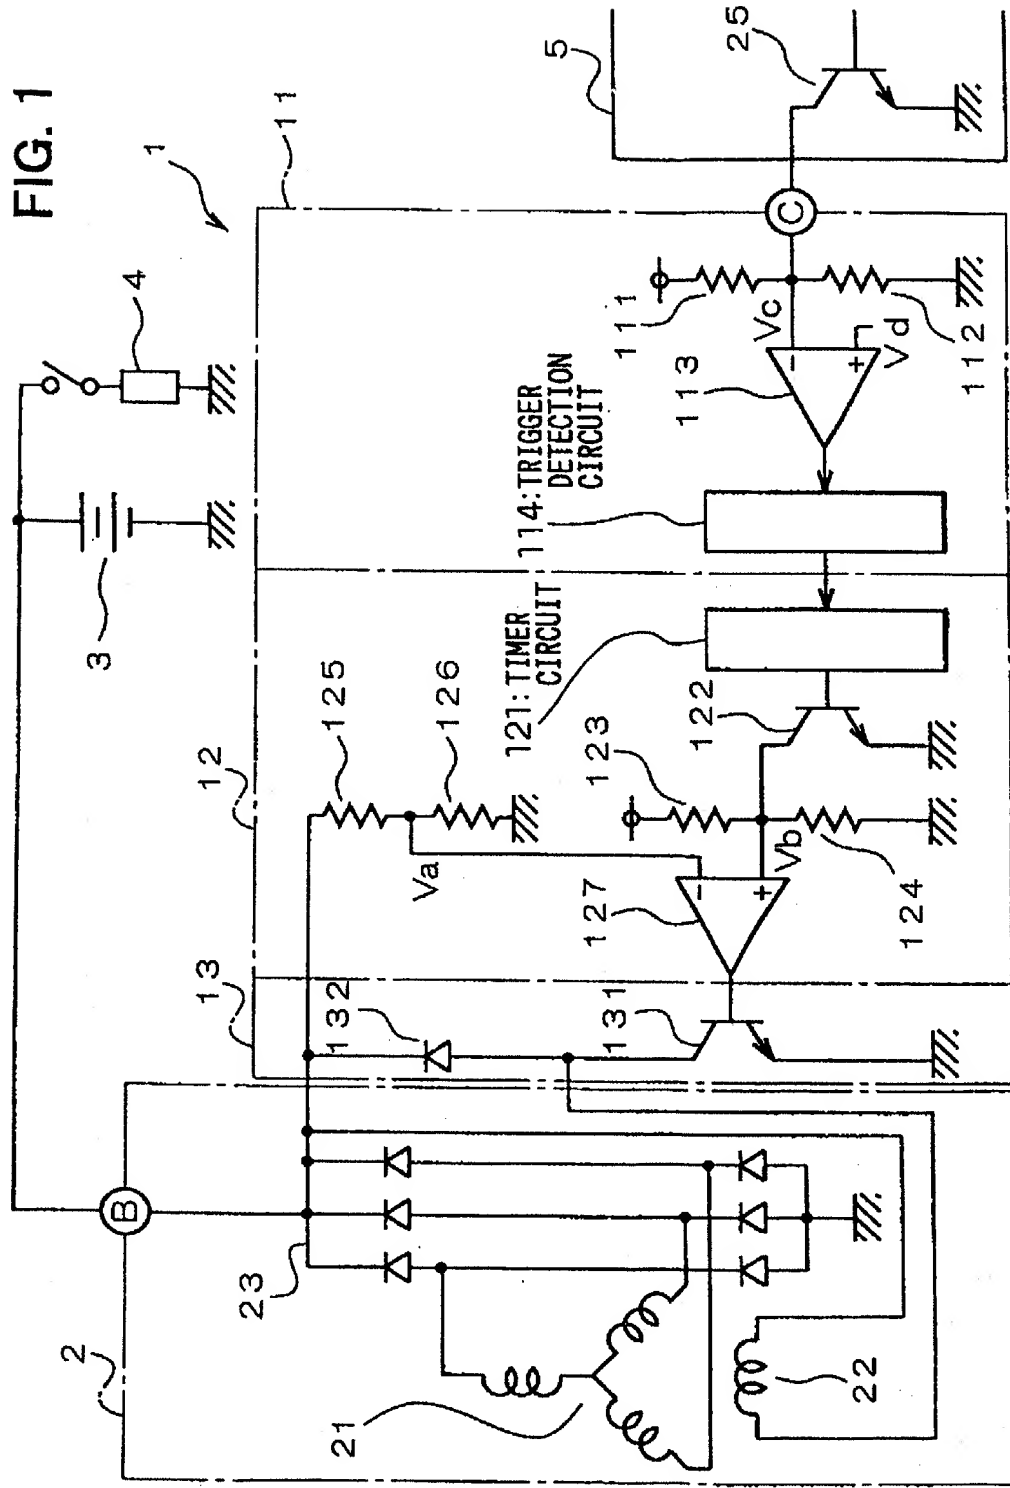 FIG. 1
1
2
B
3
4
13
12
11
5
23
132
125
126
Va
21
22
131
127
123
Vb
124
122
121:TIMER
CIRCUIT
114:TRIGGER
DETECTION
CIRCUIT
113
111
Vc
Vd
112
C
25
-
+
-
+